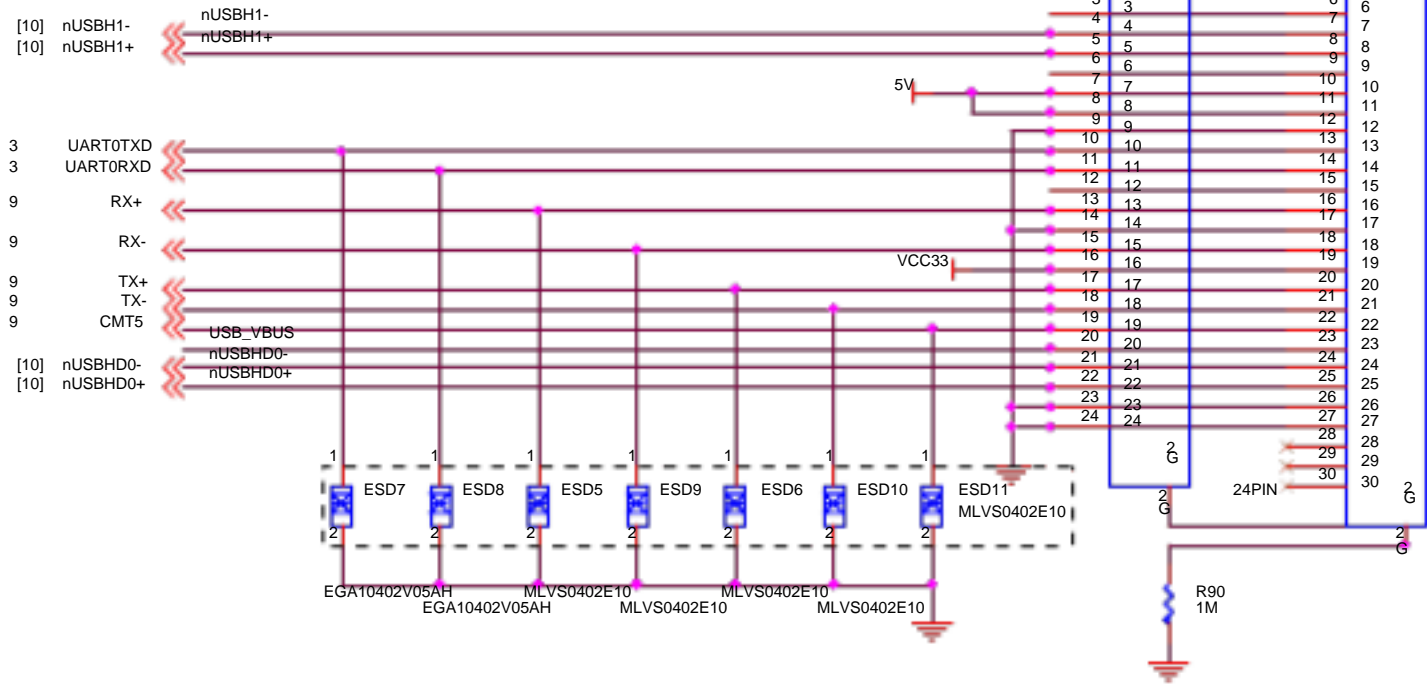 nUSBH1-
[10] nUSBH1-
nUSBH1+
[10] nUSBH1+
5V
3 UART0TXD
3 UART0RXD
9 RX+
9 RX-
VCC33
9 TX+
9 TX-
9 CMT5
USB_VBUS
nUSBHD0-
[10] nUSBHD0-
nUSBHD0+
[10] nUSBHD0+
3 6
4 4 7 7
5 5 8 8
6 6 9 9
7 7 10 10
8 8 11 11
9 9 12 12
10 10 13 13
11 11 14 14
12 12 15 15
13 13 16 16
14 14 17 17
15 15 18 18
16 16 19 19
17 17 20 20
18 18 21 21
19 19 22 22
20 20 23 23
21 21 24 24
22 22 25 25
23 23 26 26
24 24 27 27
28 28
29 29
30 30
2G
2G
2G
2G
24PIN
1 1 1 1 1 1 1
ESD7 ESD8 ESD5 ESD9 ESD6 ESD10 ESD11
MLVS0402E10
2 2 2 2 2 2 2
EGA10402V05AH MLVS0402E10 MLVS0402E10
EGA10402V05AH MLVS0402E10 MLVS0402E10
R90
1M